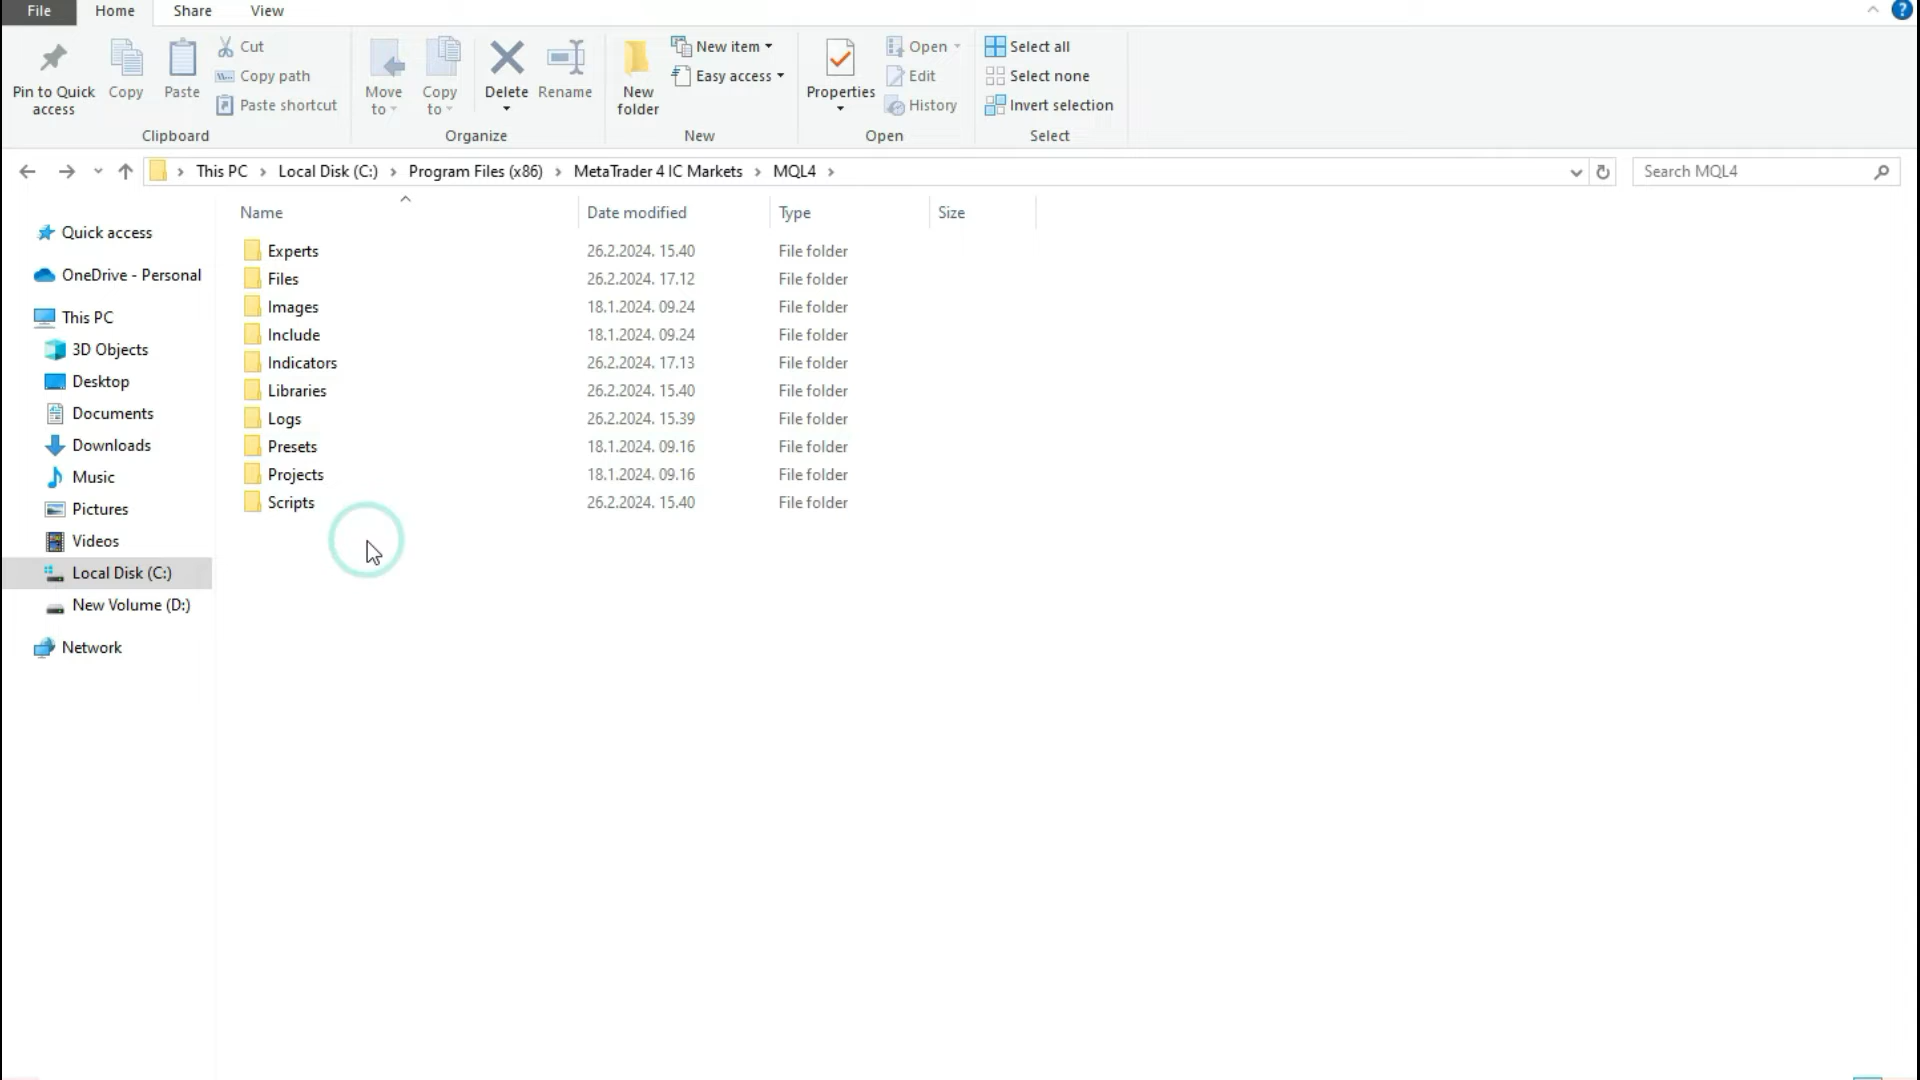 File Home Share View
Pin to Quick access
Copy
Paste
Cut
Copy path
Paste shortcut
Clipboard
Move to
Copy to
Delete
Rename
Organize
New folder
New item
Easy access
New
Properties
Open
Edit
History
Open
Select all
Select none
Invert selection
Select
This PC Local Disk (C:) Program Files (x86) MetaTrader 4 IC Markets MQL4
Search MQL4
Quick access
OneDrive - Personal
This PC
3D Objects
Desktop
Documents
Downloads
Music
Pictures
Videos
Local Disk (C:)
New Volume (D:)
Network
Name Date modified Type Size
Experts 26.2.2024. 15.40 File folder
Files 26.2.2024. 17.12 File folder
Images 18.1.2024. 09.24 File folder
Include 18.1.2024. 09.24 File folder
Indicators 26.2.2024. 17.13 File folder
Libraries 26.2.2024. 15.40 File folder
Logs 26.2.2024. 15.39 File folder
Presets 18.1.2024. 09.16 File folder
Projects 18.1.2024. 09.16 File folder
Scripts 26.2.2024. 15.40 File folder